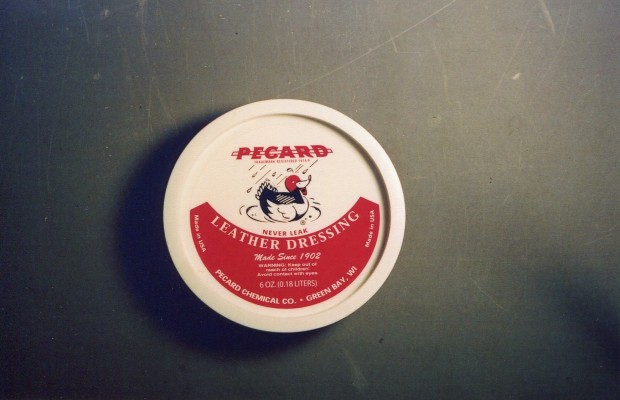 PECARD
TRADEMARK REGISTERED
NEVER LEAK
LEATHER DRESSING
Made in USA
Made in USA
Made Since 1902
WARNING: Keep out of
reach of children.
Avoid contact with eyes.
6 OZ. (0.18 LITERS)
PECARD CHEMICAL CO. • GREEN BAY, WI